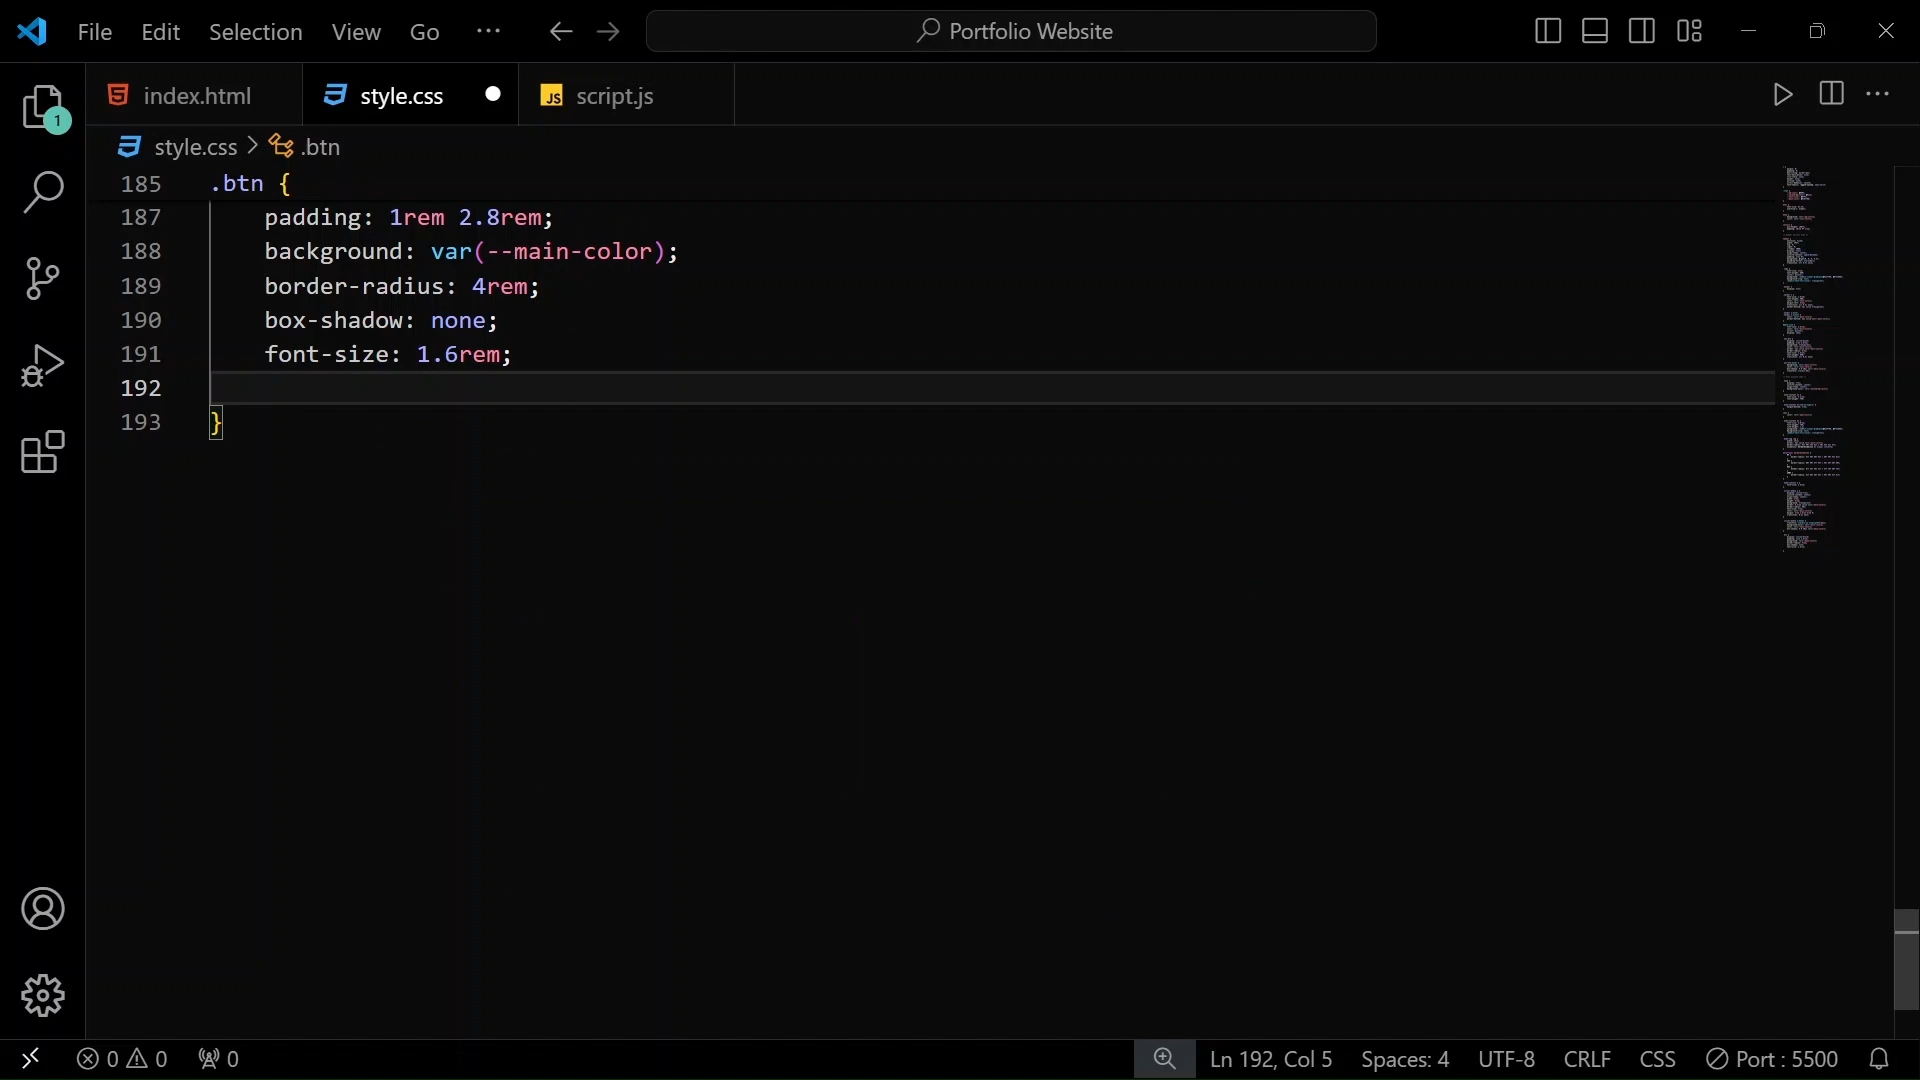 File Edit Selection View Go ··· Portfolio Website
1
index.html style.css JS script.js
style.css > .btn
185 .btn {
187 padding: 1rem 2.8rem;
188 background: var(--main-color);
189 border-radius: 4rem;
190 box-shadow: none;
191 font-size: 1.6rem;
192
193 }
0 0 0 Ln 192, Col 5 Spaces: 4 UTF-8 CRLF CSS Port : 5500